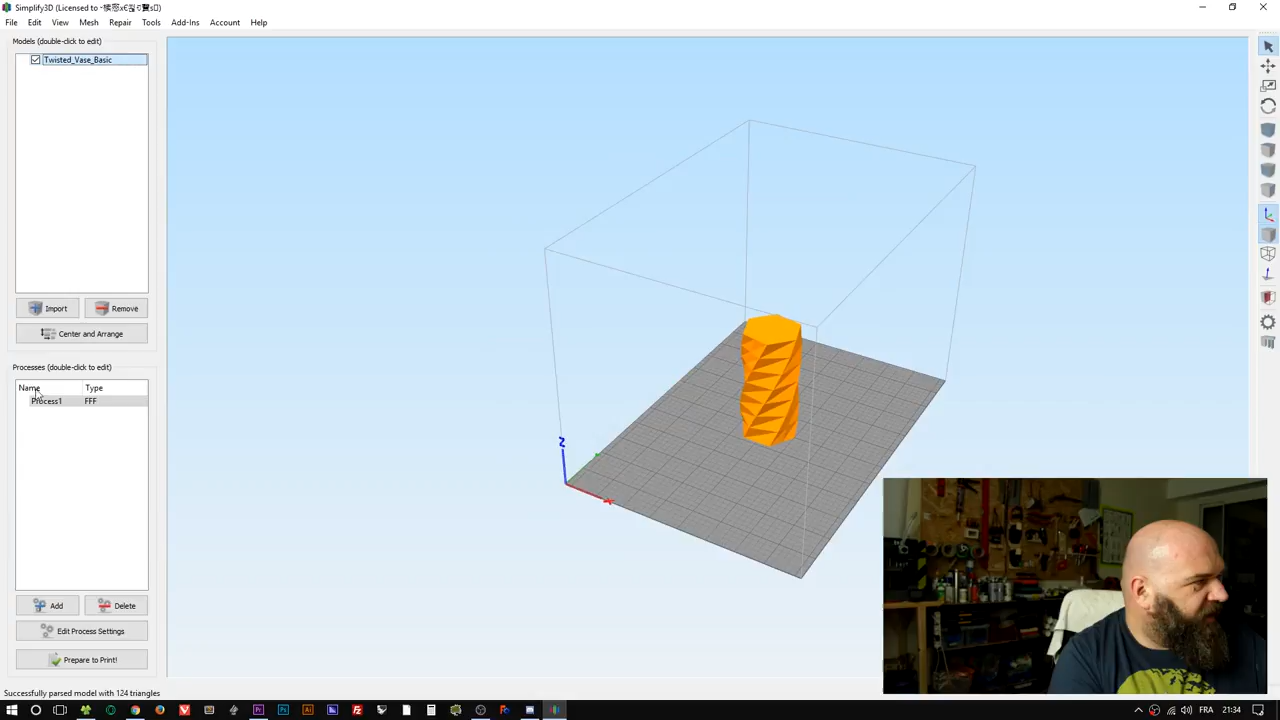 Simplify3D (Licensed to
File Edit View Mesh Repair Tools Add-Ins Account Help
Models (double-click to edit)
Twisted_Vase_Basic
Import Remove
Center and Arrange
Processes (double-click to edit)
Name Type
Process1 FFF
Add Delete
Edit Process Settings
Prepare to Print!
Z
Successfully parsed model with 124 triangles
FRA 21:34